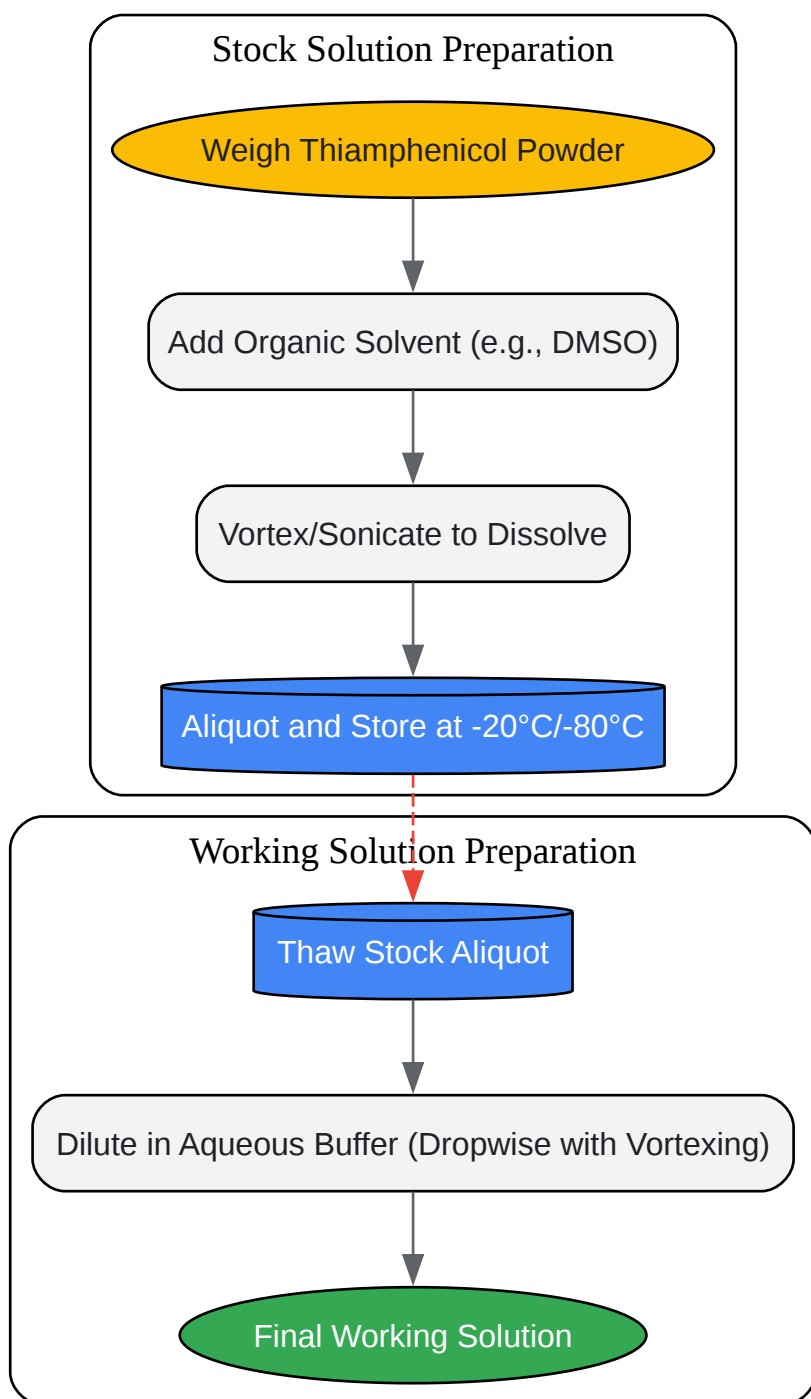 Stock Solution Preparation
Weigh Thiamphenicol Powder
Add Organic Solvent (e.g., DMSO)
Vortex/Sonicate to Dissolve
Aliquot and Store at -20°C/-80°C
Working Solution Preparation
Thaw Stock Aliquot
Dilute in Aqueous Buffer (Dropwise with Vortexing)
Final Working Solution